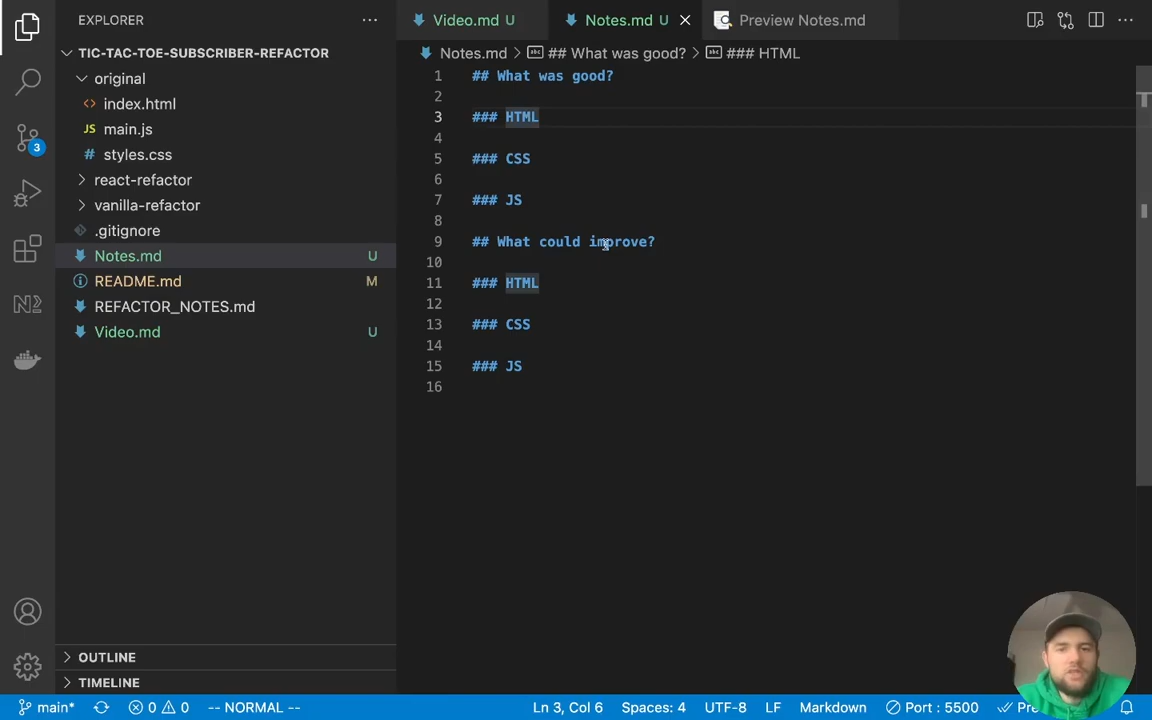 EXPLORER
TIC-TAC-TOE-SUBSCRIBER-REFACTOR
original
index.html
JS main.js
# styles.css
react-refactor
vanilla-refactor
.gitignore
Notes.md U
README.md M
REFACTOR_NOTES.md
Video.md U
OUTLINE
TIMELINE
3
Video.md U
Notes.md U
Preview Notes.md
Notes.md > ## What was good? > ### HTML
1 ## What was good?
2
3 ### HTML
4
5 ### CSS
6
7 ### JS
8
9 ## What could improve?
10
11 ### HTML
12
13 ### CSS
14
15 ### JS
16
main* 0 0 -- NORMAL -- Ln 3, Col 6 Spaces: 4 UTF-8 LF Markdown Port : 5500